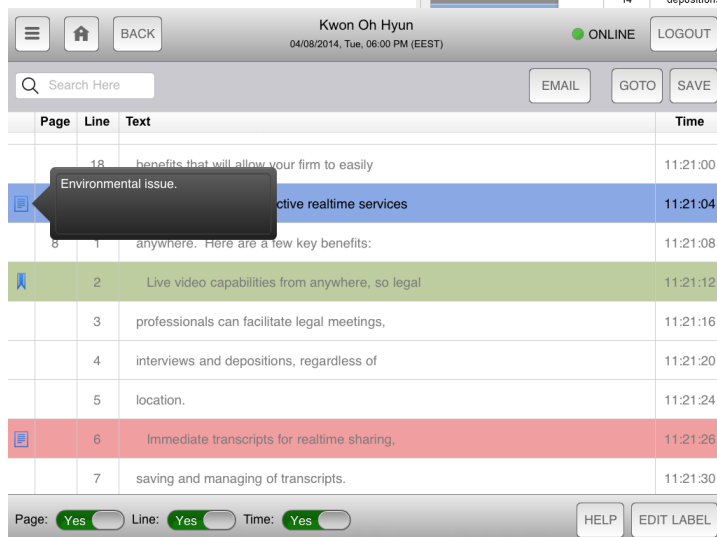 14 depositions
BACK Kwon Oh Hyun ONLINE LOGOUT
04/08/2014, Tue, 06:00 PM (EEST)
Search Here EMAIL GOTO SAVE
Page Line Text Time
18 benefits that will allow your firm to easily 11:21:00
Environmental issue.
ctive realtime services 11:21:04
8 1 anywhere. Here are a few key benefits: 11:21:08
2 Live video capabilities from anywhere, so legal 11:21:12
3 professionals can facilitate legal meetings, 11:21:16
4 interviews and depositions, regardless of 11:21:20
5 location. 11:21:24
6 Immediate transcripts for realtime sharing, 11:21:26
7 saving and managing of transcripts. 11:21:30
Page: Yes Line: Yes Time: Yes HELP EDIT LABEL